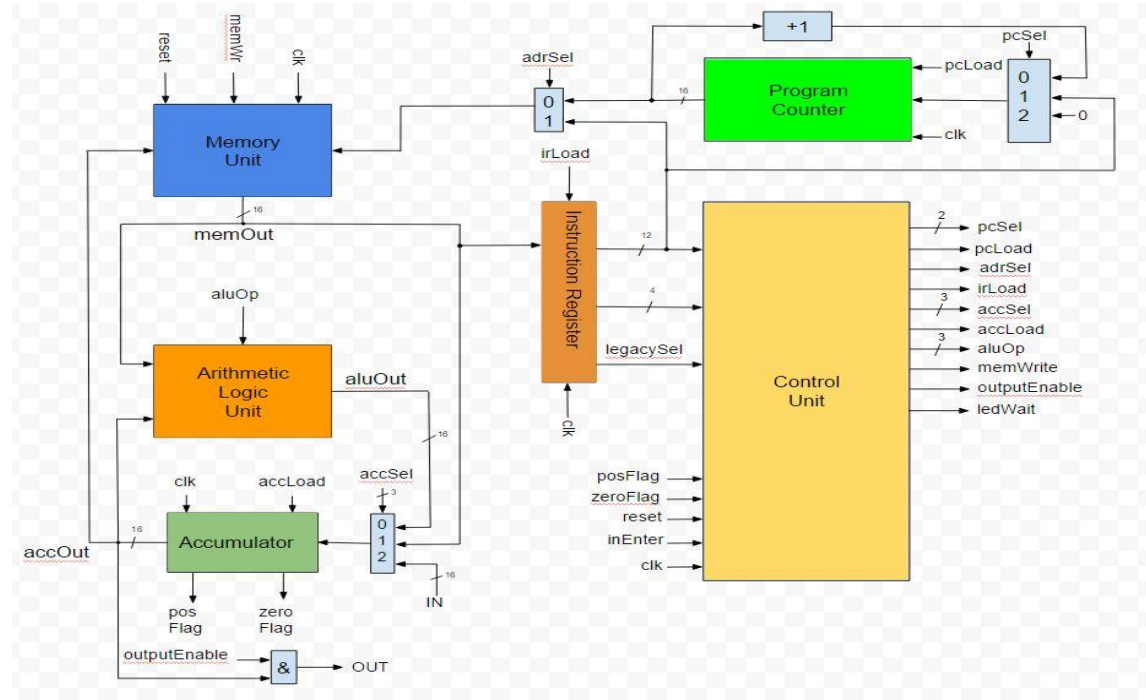 +1
pcSel
reset
memWr
clk
adrSel
pcLoad
0
1
2
0
Program
Counter
16
0
1
clk
Memory
Unit
irLoad
16
memOut
Instruction Register
12
2
pcSel
pcLoad
adrSel
irLoad
3
accSel
accLoad
3
aluOp
memWrite
outputEnable
ledWait
aluOp
4
legacySel
Arithmetic
Logic
Unit
aluOut
Control
Unit
clk
16
accSel
3
clk
accLoad
posFlag
zeroFlag
reset
inEnter
clk
0
1
2
16
accOut
Accumulator
16
IN
pos
Flag
zero
Flag
outputEnable
&
OUT